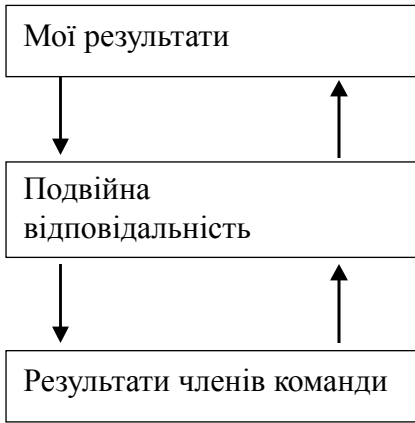 Мої результати
Подвійна
відповідальність
Результати членів команди